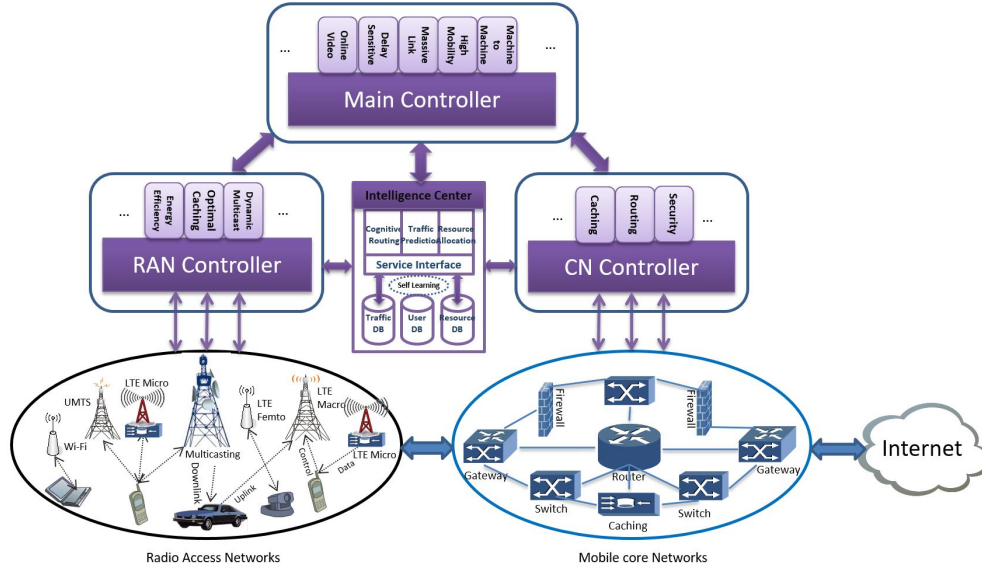 ...
Online
Video
Delay
Sensitive
Massive
Link
High
Mobility
Machine
to
Machine
...
Main Controller
...
Energy
Efficiency
Optimal
Caching
Dynamic
Multicast
...
RAN Controller
Intelligence Center
Cognitive
Routing
Traffic
Prediction
Resource
Allocation
Service Interface
Self Learning
Traffic
DB
User
DB
Resource
DB
...
Caching
Routing
Security
...
CN Controller
UMTS
LTE Micro
Wi-Fi
Multicasting
LTE
Femto
LTE
Macro
LTE Micro
Downlink
Uplink
Control
Data
Radio Access Networks
Firewall
Firewall
Gateway
Router
Gateway
Switch
Caching
Switch
Mobile core Networks
Internet